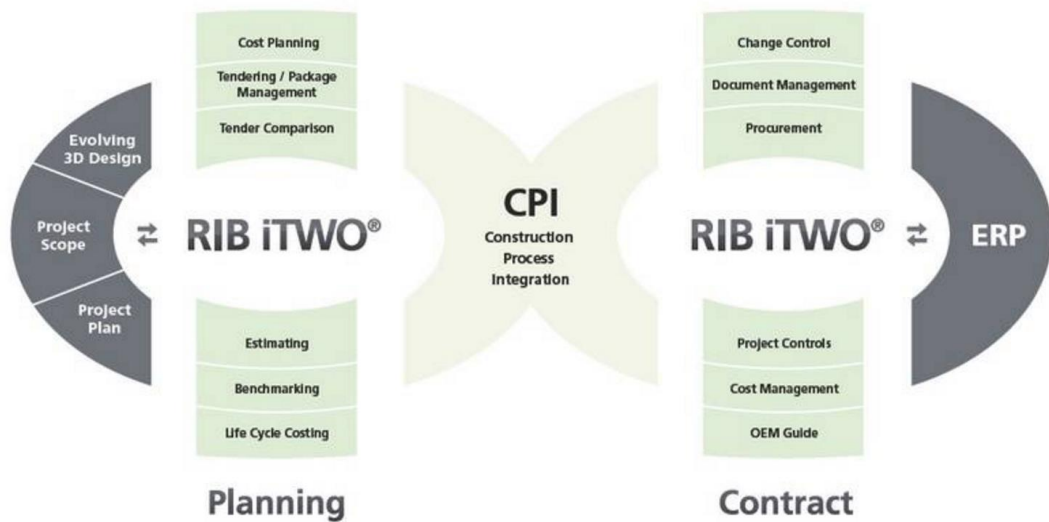 Cost Planning
Tendering / Package
Management
Tender Comparison
Evolving
3D Design
Project
Scope
Project
Plan
RIB iTWO®
Estimating
Benchmarking
Life Cycle Costing
Planning
CPI
Construction
Process
Integration
Change Control
Document Management
Procurement
RIB iTWO®
ERP
Project Controls
Cost Management
OEM Guide
Contract